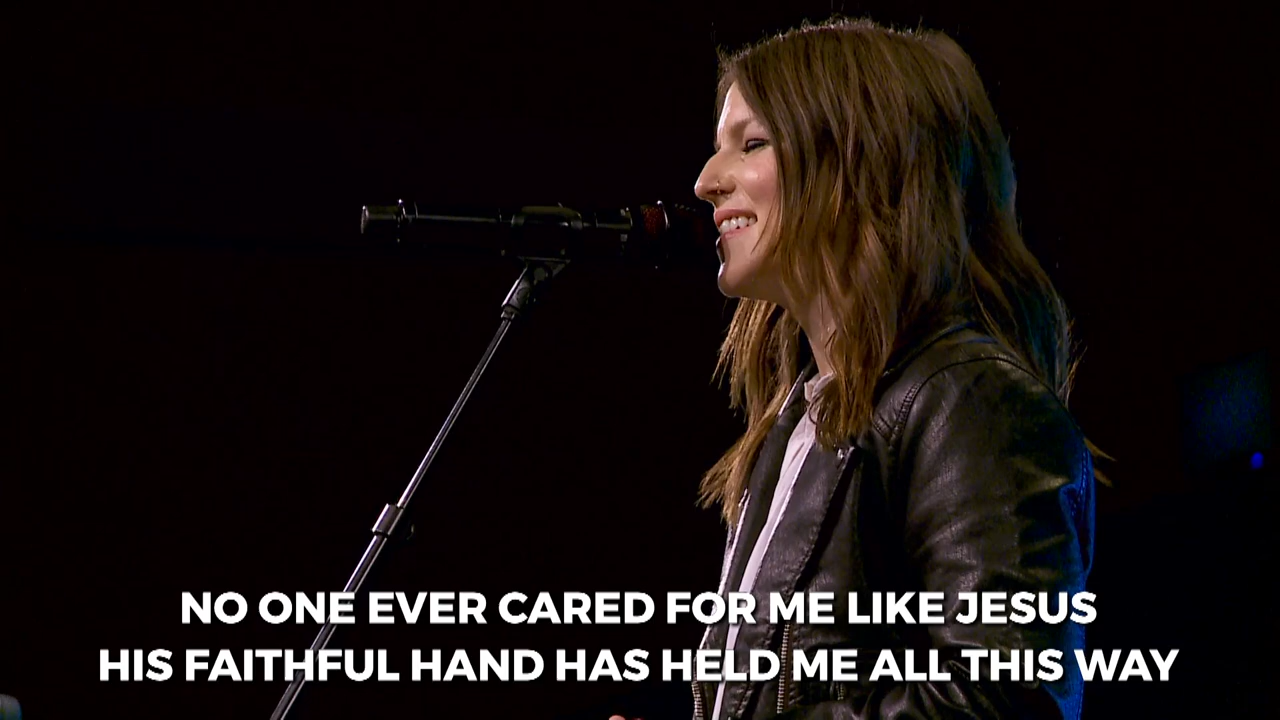 NO ONE EVER CARED FOR ME LIKE JESUS
HIS FAITHFUL HAND HAS HELD ME ALL THIS WAY